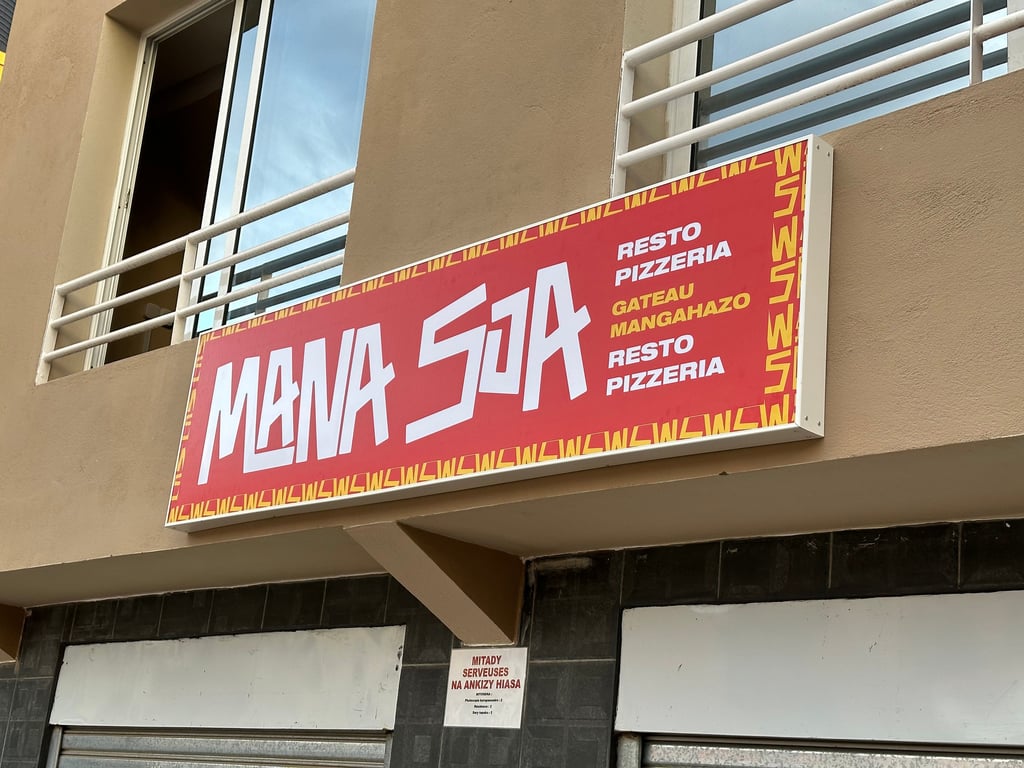 MANA SOA
RESTO
PIZZERIA
GATEAU
MANGAHAZO
RESTO
PIZZERIA
MITADY
SERVEUSES
NA ANKIZY HIASA